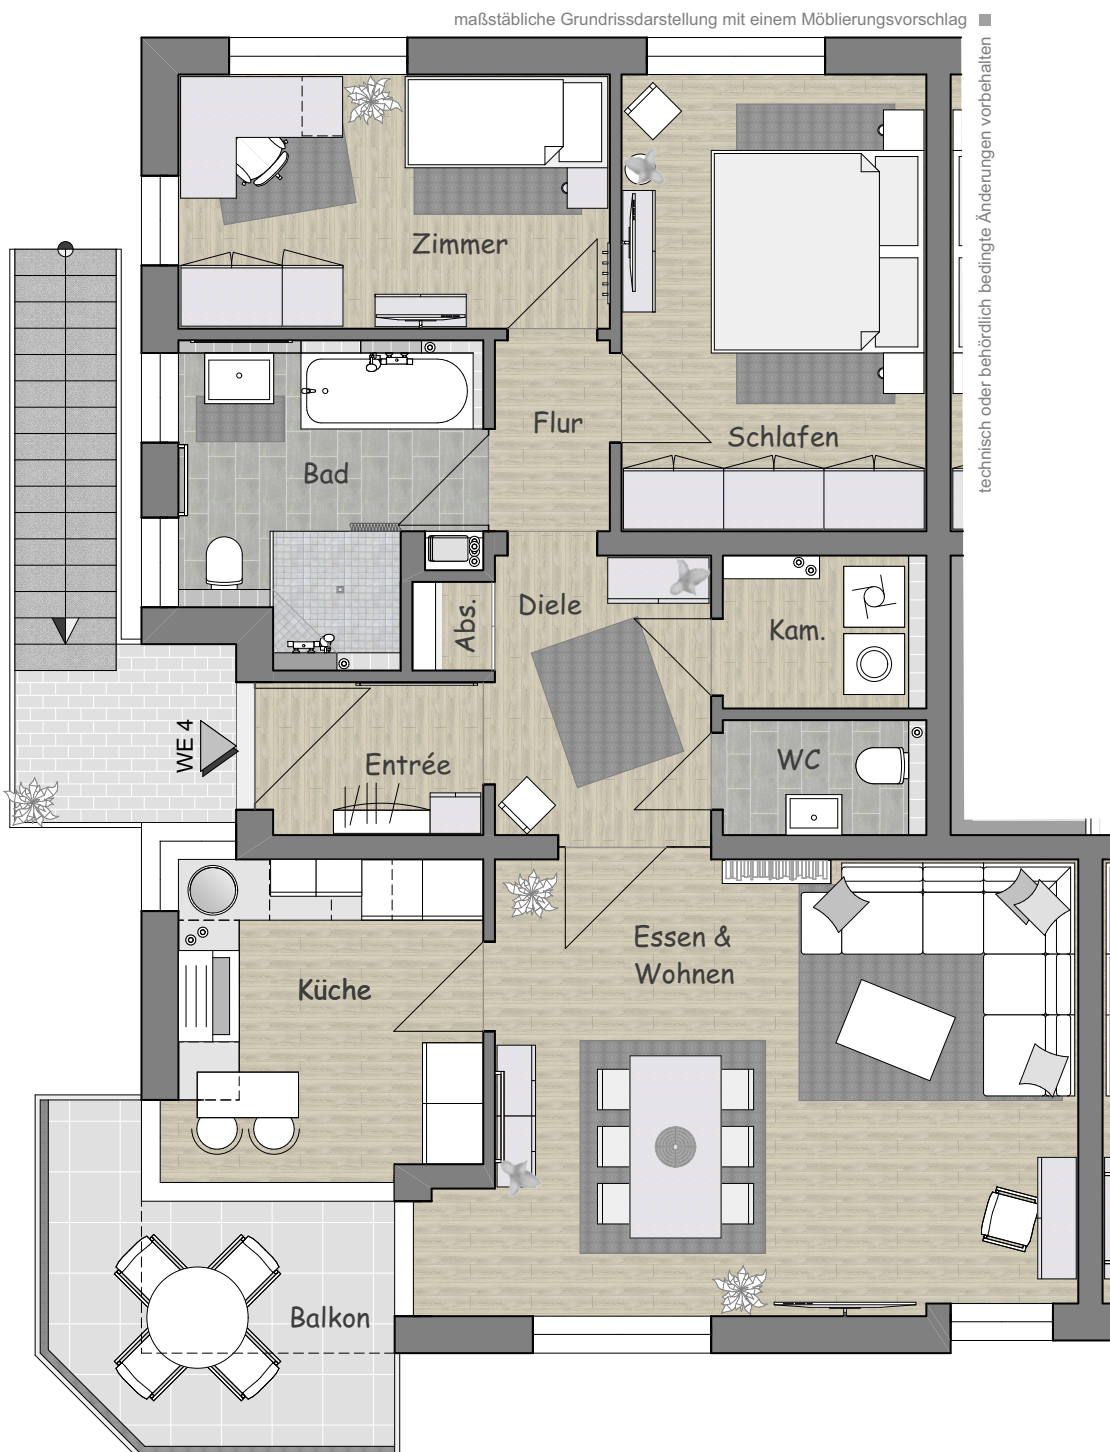 maßstäbliche Grundrissdarstellung mit einem Möblierungsvorschlag
technisch oder behördlich bedingte Änderungen vorbehalten
Zimmer
Flur
Schlafen
Bad
Diele
Abs.
Kam.
WE 4
Entrée
WC
Essen &
Wohnen
Küche
Balkon